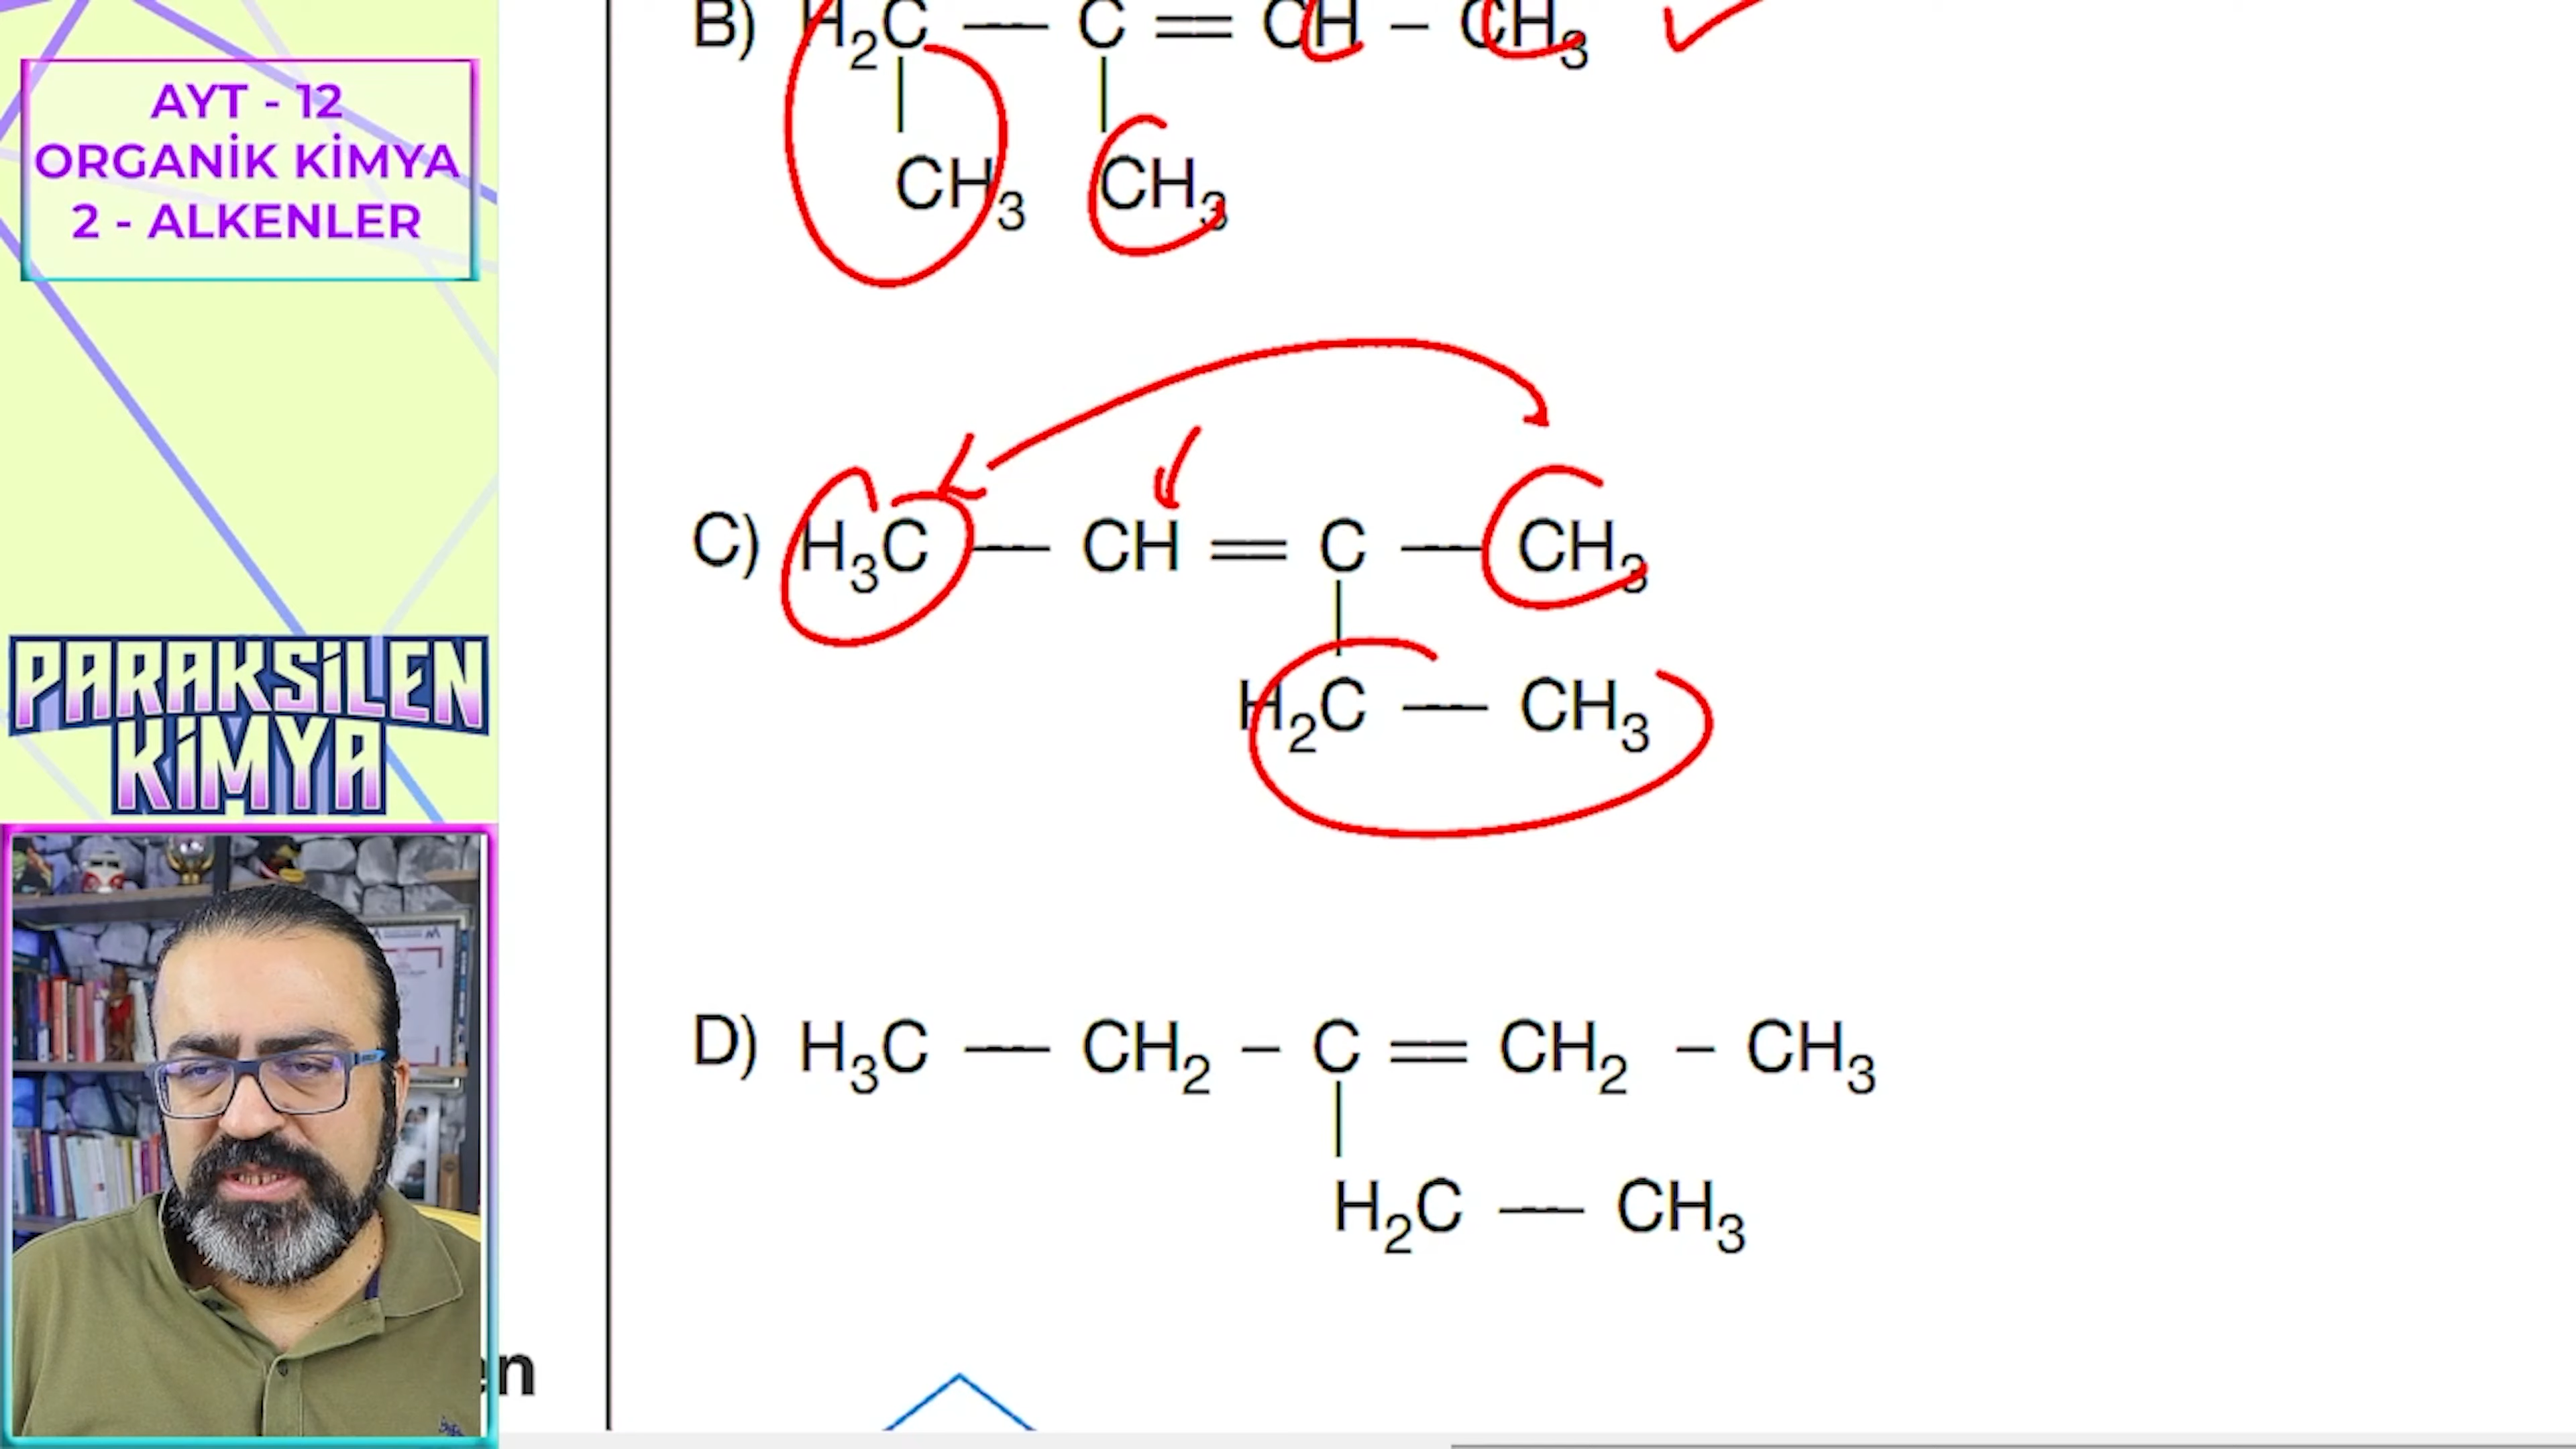 AYT - 12
ORGANİK KİMYA
2 - ALKENLER
PARAKSİLEN
KİMYA
B) H₂C — C = CH – CH₃
CH₃ CH₃
C) H₃C — CH = C — CH₃
H₂C — CH₃
D) H₃C — CH₂ – C = CH₂ – CH₃
H₂C — CH₃